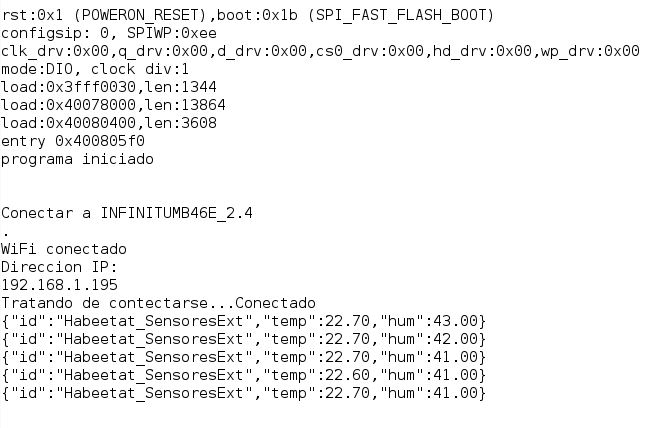 rst:0x1 (POWERON_RESET),boot:0x1b (SPI_FAST_FLASH_BOOT)
configsip: 0, SPIWP:0xee
clk_drv:0x00,q_drv:0x00,d_drv:0x00,cs0_drv:0x00,hd_drv:0x00,wp_drv:0x00
mode:DIO, clock div:1
load:0x3fff0030,len:1344
load:0x40078000,len:13864
load:0x40080400,len:3608
entry 0x400805f0
programa iniciado
Conectar a INFINITUMB46E_2.4
.
WiFi conectado
Direccion IP:
192.168.1.195
Tratando de contectarse...Conectado
{"id":"Habeetat_SensoresExt","temp":22.70,"hum":43.00}
{"id":"Habeetat_SensoresExt","temp":22.70,"hum":42.00}
{"id":"Habeetat_SensoresExt","temp":22.70,"hum":41.00}
{"id":"Habeetat_SensoresExt","temp":22.60,"hum":41.00}
{"id":"Habeetat_SensoresExt","temp":22.70,"hum":41.00}